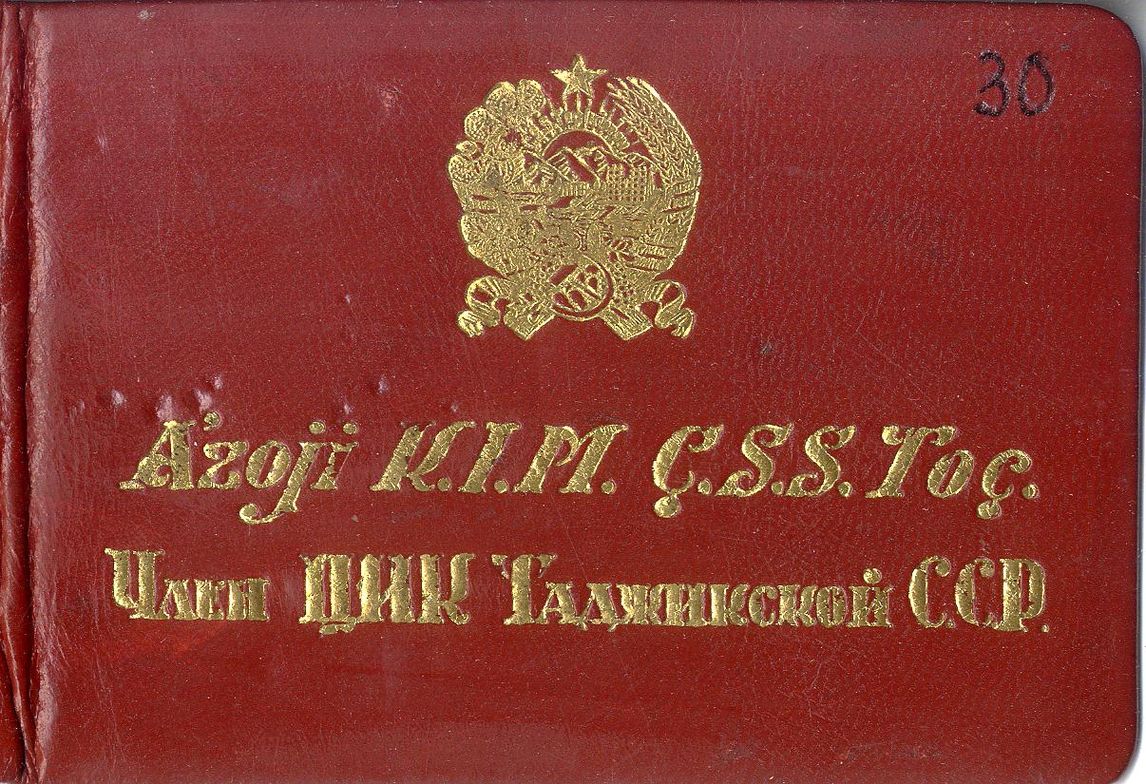 30
A'zoji K.I.M. Ç.S.S.Toç.
Член ЦИК Таджикской С.С.Р.